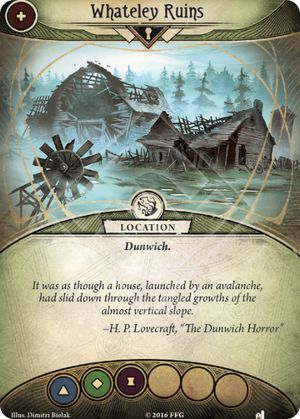 Whateley Ruins
LOCATION
Dunwich.
It was as though a house, launched by an avalanche,
had slid down through the tangled growths of the
almost vertical slope.
–H. P. Lovecraft, “The Dunwich Horror”
Illus. Dimitri Bielak
© 2016 FFG